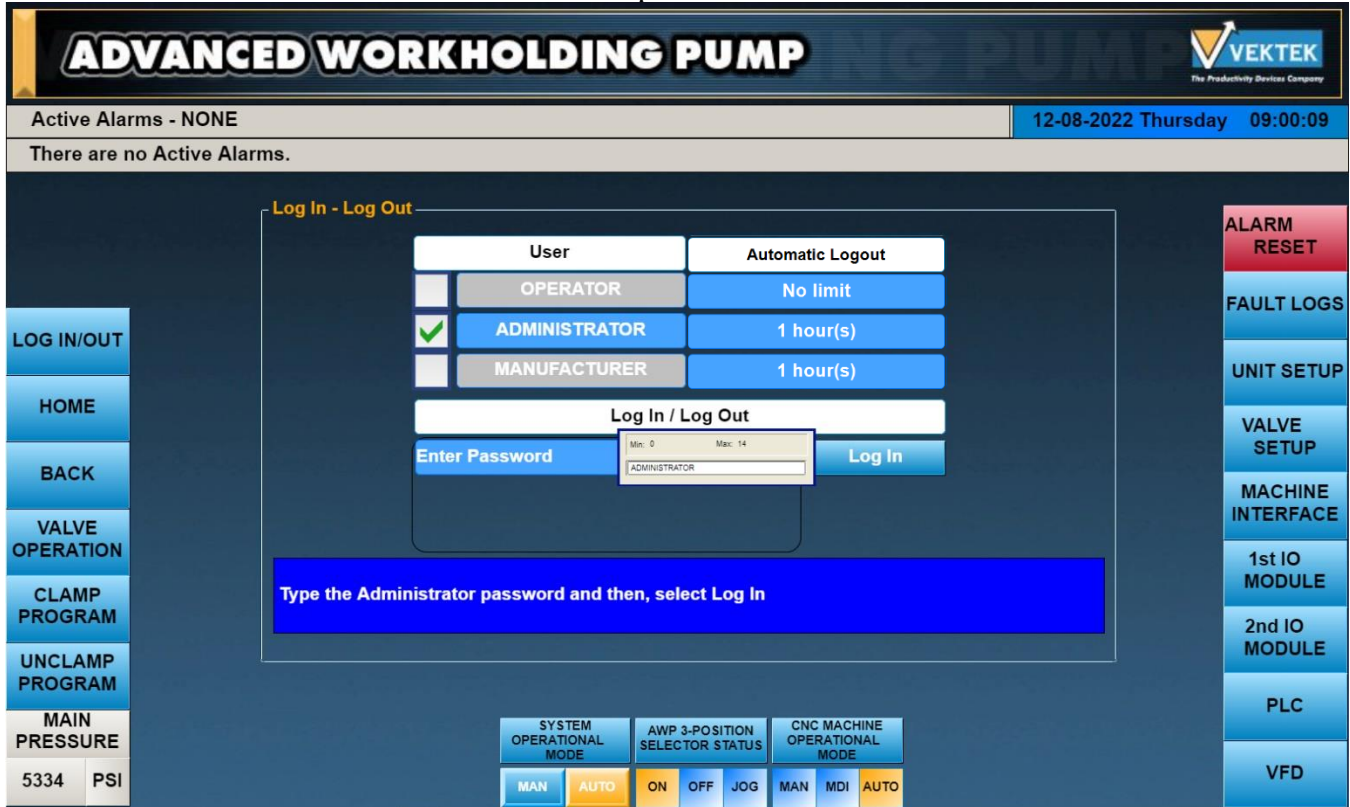 ADVANCED WORKHOLDING PUMP
VEKTEK
The Productivity Devices Company
Active Alarms - NONE
12-08-2022 Thursday 09:00:09
There are no Active Alarms.
Log In - Log Out
User
Automatic Logout
OPERATOR
No limit
ADMINISTRATOR
1 hour(s)
MANUFACTURER
1 hour(s)
Log In / Log Out
Enter Password
Min: 0 Max: 14
ADMINISTRATOR
Log In
Type the Administrator password and then, select Log In
LOG IN/OUT
HOME
BACK
VALVE
OPERATION
CLAMP
PROGRAM
UNCLAMP
PROGRAM
MAIN
PRESSURE
5334 PSI
SYSTEM
OPERATIONAL
MODE
MAN AUTO
AWP 3-POSITION
SELECTOR STATUS
ON OFF JOG
CNC MACHINE
OPERATIONAL
MODE
MAN MDI AUTO
ALARM
RESET
FAULT LOGS
UNIT SETUP
VALVE
SETUP
MACHINE
INTERFACE
1st IO
MODULE
2nd IO
MODULE
PLC
VFD